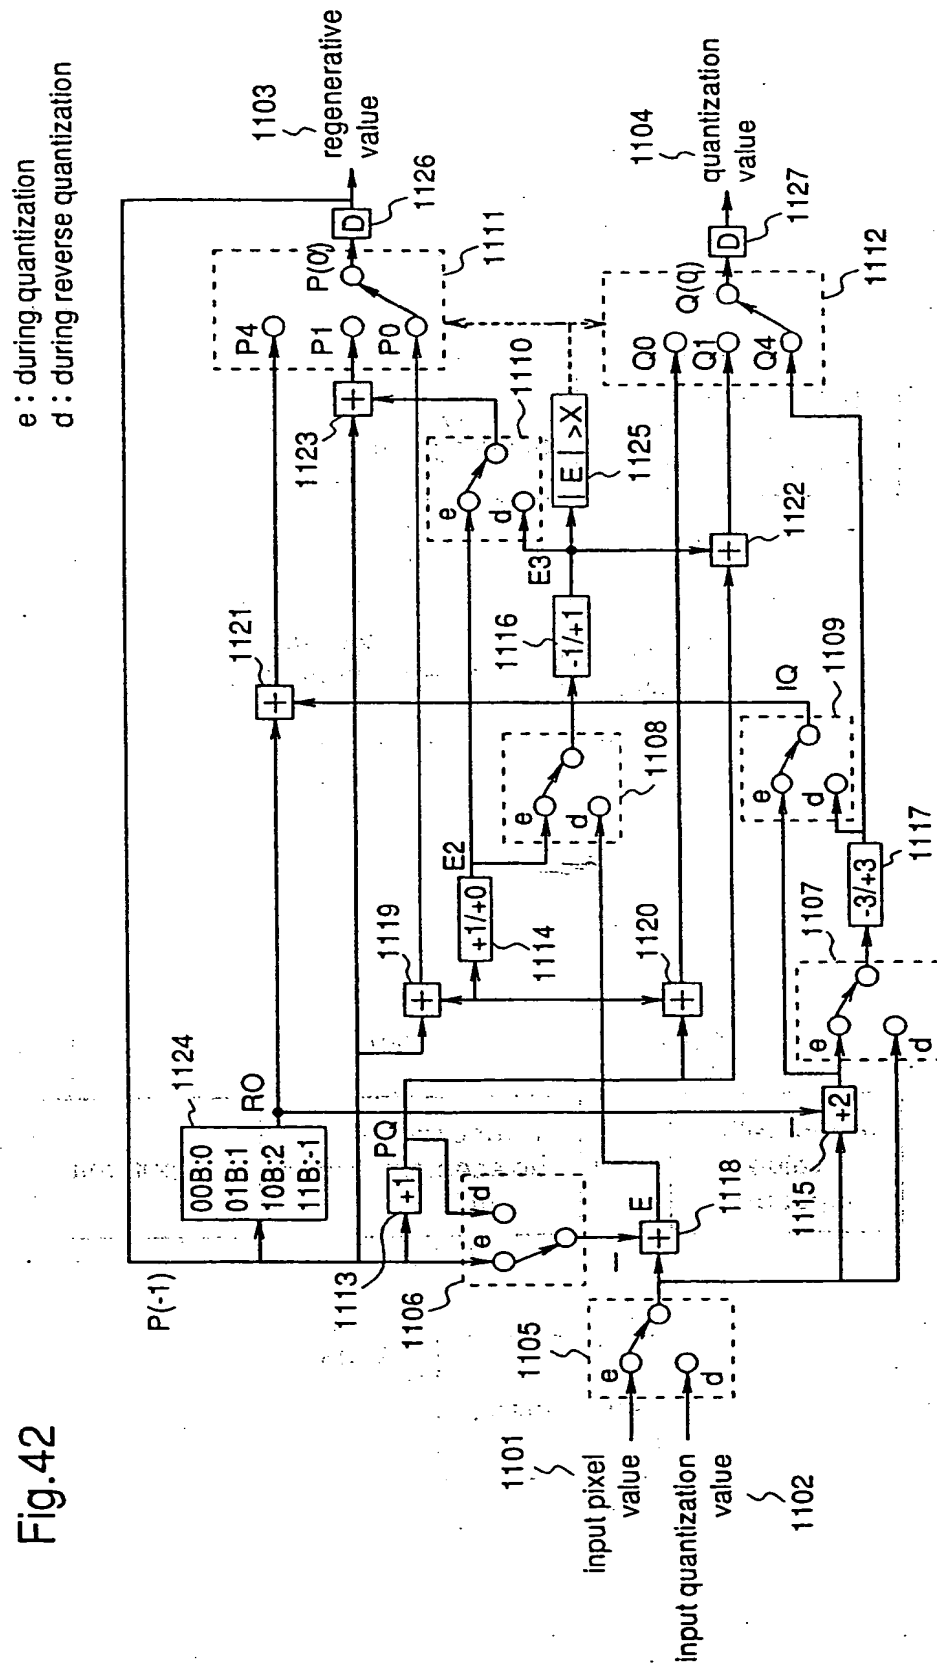 Fig.42
e : during quantization
d : during reverse quantization
P(-1)
1124
00B:0
01B:1
10B:2
11B:-1
RO
1121
+
P4
P1
P0
P(0)
D
1103
regenerative
value
1126
1111
1123
+
1113
+1
PQ
1106
e
d
1119
+
+1/+0
1114
E2
e
d
1110
1116
-1/+1
E3
|E|>X
1125
e
d
1108
1101
input pixel
value
input quantization
value
1102
1105
e
d
−
+
E
1118
1120
+
+
1122
Q0
Q1
Q4
Q(0)
D
1104
quantization
value
1127
1112
−
+2
1115
e
d
1107
-3/+3
1117
e
d
IQ
1109